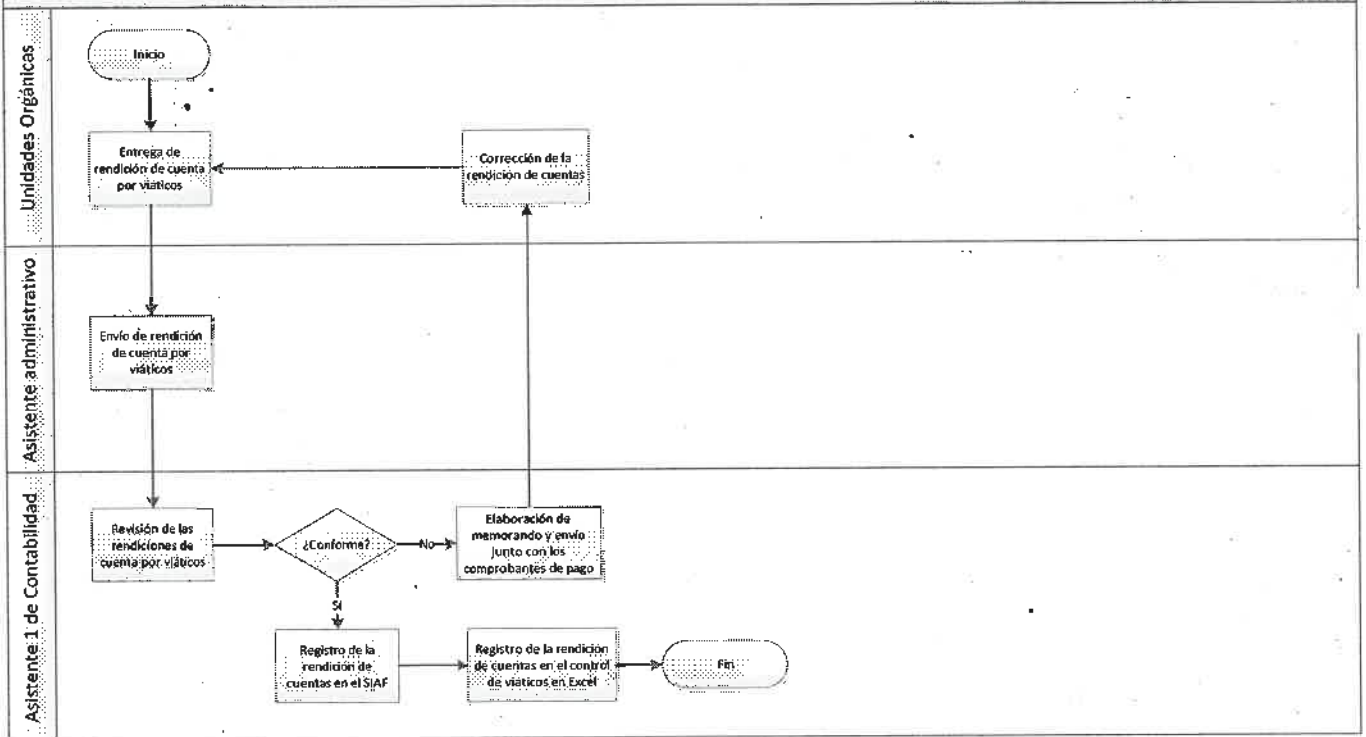 Unidades Orgánicas
Inicio
Entrega de
rendición de cuenta
por viáticos
Corrección de la
rendición de cuentas
Asistente administrativo
Envío de rendición
de cuenta por
viáticos
Asistente 1 de Contabilidad
Revisión de las
rendiciones de
cuenta por viáticos
¿Conforme?
No
Elaboración de
memorando y envío
junto con los
comprobantes de pago
Si
Registro de la
rendición de
cuentas en el SIAF
Registro de la rendición
de cuentas en el control
de viáticos en Excel
Fin